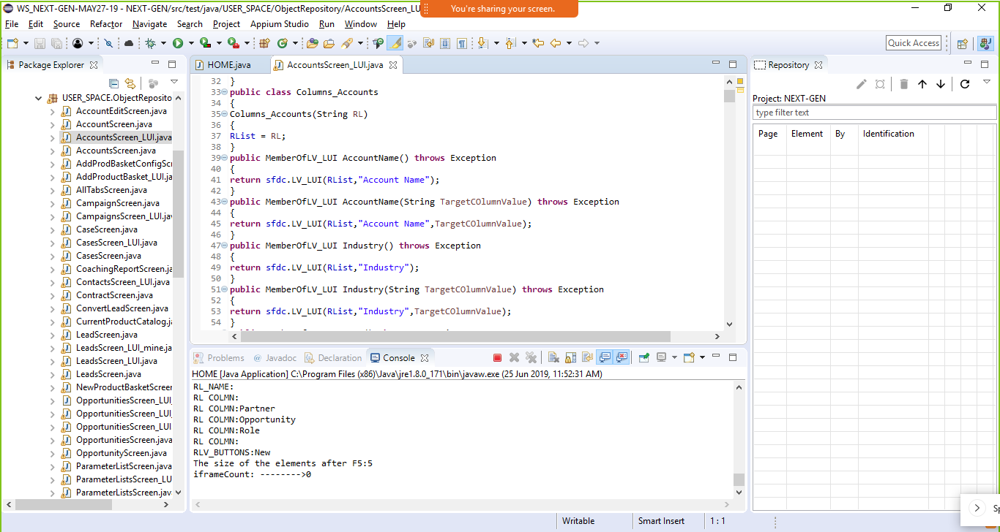 WS_NEXT-GEN-MAY27-19 - NEXT-GEN/src/test/java/USER_SPACE/ObjectRepository/AccountsScreen_LU
You're sharing your screen.
File Edit Source Refactor Navigate Search Project Appium Studio Run Window Help
Quick Access
Package Explorer
USER_SPACE.ObjectReposito
AccountEditScreen.java
AccountScreen.java
AccountsScreen_LUI.java
AccountsScreen.java
AddProdBasketConfigScr
AddProductBasket_LUI.ja
AllTabsScreen.java
CampaignScreen.java
CampaignsScreen_LUI.jav
CaseScreen.java
CasesScreen_LUI.java
CasesScreen.java
CoachingReportScreen.ja
ContactsScreen_LUI.java
ContractScreen.java
ConvertLeadScreen.java
CurrentProductCatalog.ja
LeadScreen.java
LeadsScreen_LUI_mine.ja
LeadsScreen_LUI.java
LeadsScreen.java
NewProductBasketScreen
OpportunitiesScreen_LUI_
OpportunitiesScreen_LUI_
OpportunitiesScreen_LUI
OpportunitiesScreen.java
OpportunityScreen.java
ParameterListScreen.java
ParameterListsScreen_LU
ParameterListsScreen.java
HOME.java AccountsScreen_LUI.java
32 }
33 public class Columns_Accounts
34 {
35 Columns_Accounts(String RL)
36 {
37 RList = RL;
38 }
39 public MemberOfLV_LUI AccountName() throws Exception
40 {
41 return sfdc.LV_LUI(RList,"Account Name");
42 }
43 public MemberOfLV_LUI AccountName(String TargetCOlumnValue) throws Exception
44 {
45 return sfdc.LV_LUI(RList,"Account Name",TargetCOlumnValue);
46 }
47 public MemberOfLV_LUI Industry() throws Exception
48 {
49 return sfdc.LV_LUI(RList,"Industry");
50 }
51 public MemberOfLV_LUI Industry(String TargetCOlumnValue) throws Exception
52 {
53 return sfdc.LV_LUI(RList,"Industry",TargetCOlumnValue);
54 }
Problems Javadoc Declaration Console
HOME [Java Application] C:\Program Files (x86)\Java\jre1.8.0_171\bin\javaw.exe (25 Jun 2019, 11:52:31 AM)
RL_NAME:
RL COLMN:
RL COLMN:Partner
RL COLMN:Opportunity
RL COLMN:Role
RL COLMN:
RLV_BUTTONS:New
The size of the elements after F5:5
iframeCount: -------->0
Repository
Project: NEXT-GEN
type filter text
Page Element By Identification
Sp
Writable Smart Insert 1 : 1